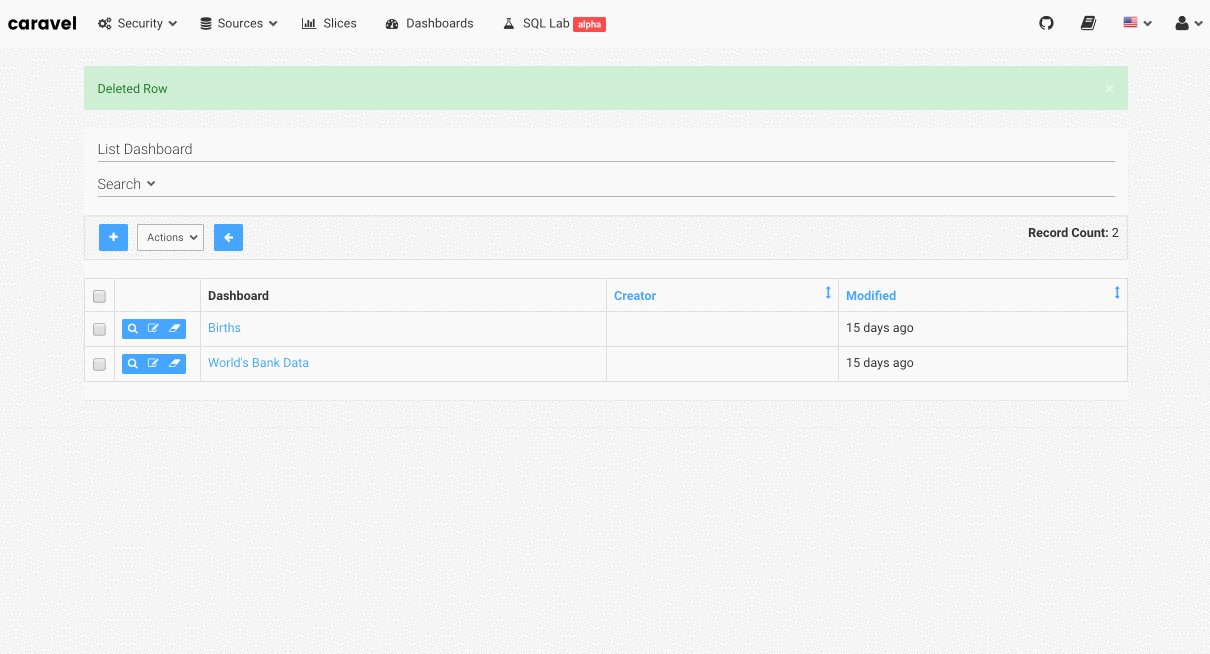 caravel Security Sources Slices Dashboards SQL Lab alpha
Deleted Row ×
List Dashboard
Search
Actions Record Count: 2
Dashboard Creator Modified
Births 15 days ago
World's Bank Data 15 days ago